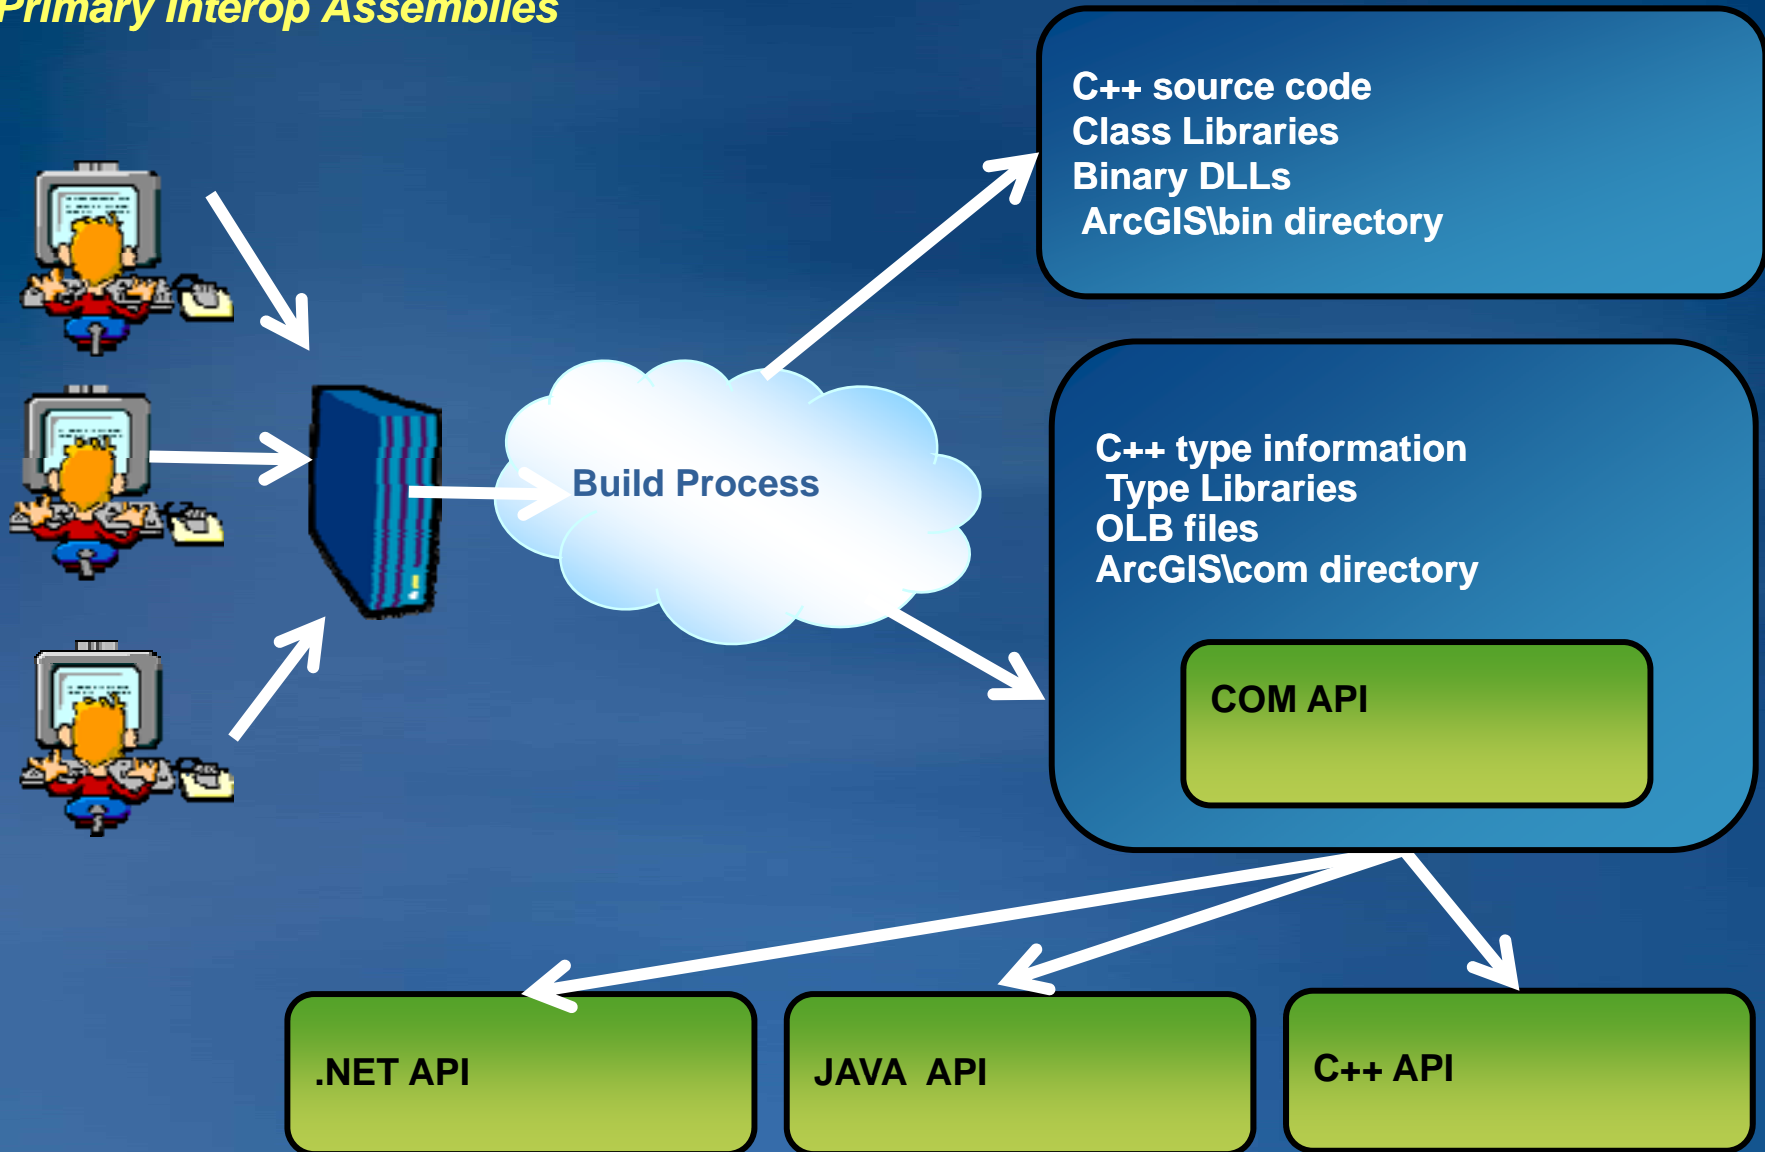 Primary Interop Assemblies
C++ source code
Class Libraries
Binary DLLs
ArcGIS\bin directory
Build Process
C++ type information
Type Libraries
OLB files
ArcGIS\com directory
COM API
.NET API
JAVA API
C++ API